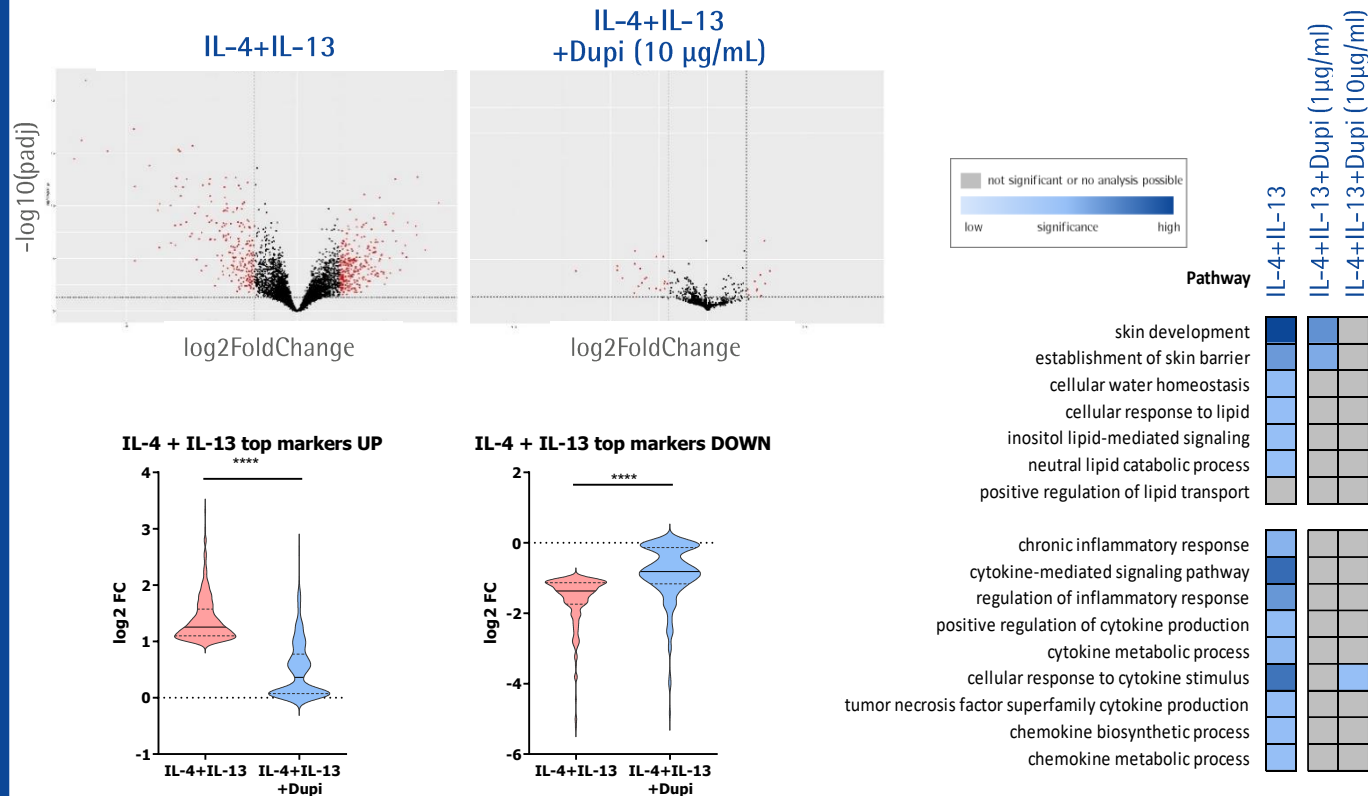 IL-4+IL-13
IL-4+IL-13
+Dupi (10 µg/mL)
-log10(padj)
log2FoldChange
log2FoldChange
not significant or no analysis possible
low significance high
IL-4+IL-13
IL-4+IL-13+Dupi (1µg/ml)
IL-4+IL-13+Dupi (10µg/ml)
Pathway
skin development
establishment of skin barrier
cellular water homeostasis
cellular response to lipid
inositol lipid-mediated signaling
neutral lipid catabolic process
positive regulation of lipid transport
chronic inflammatory response
cytokine-mediated signaling pathway
regulation of inflammatory response
positive regulation of cytokine production
cytokine metabolic process
cellular response to cytokine stimulus
tumor necrosis factor superfamily cytokine production
chemokine biosynthetic process
chemokine metabolic process
IL-4 + IL-13 top markers UP
****
log2 FC
4
3
2
1
0
-1
IL-4+IL-13 IL-4+IL-13
+Dupi
IL-4 + IL-13 top markers DOWN
****
log2 FC
2
0
-2
-4
-6
IL-4+IL-13 IL-4+IL-13
+Dupi